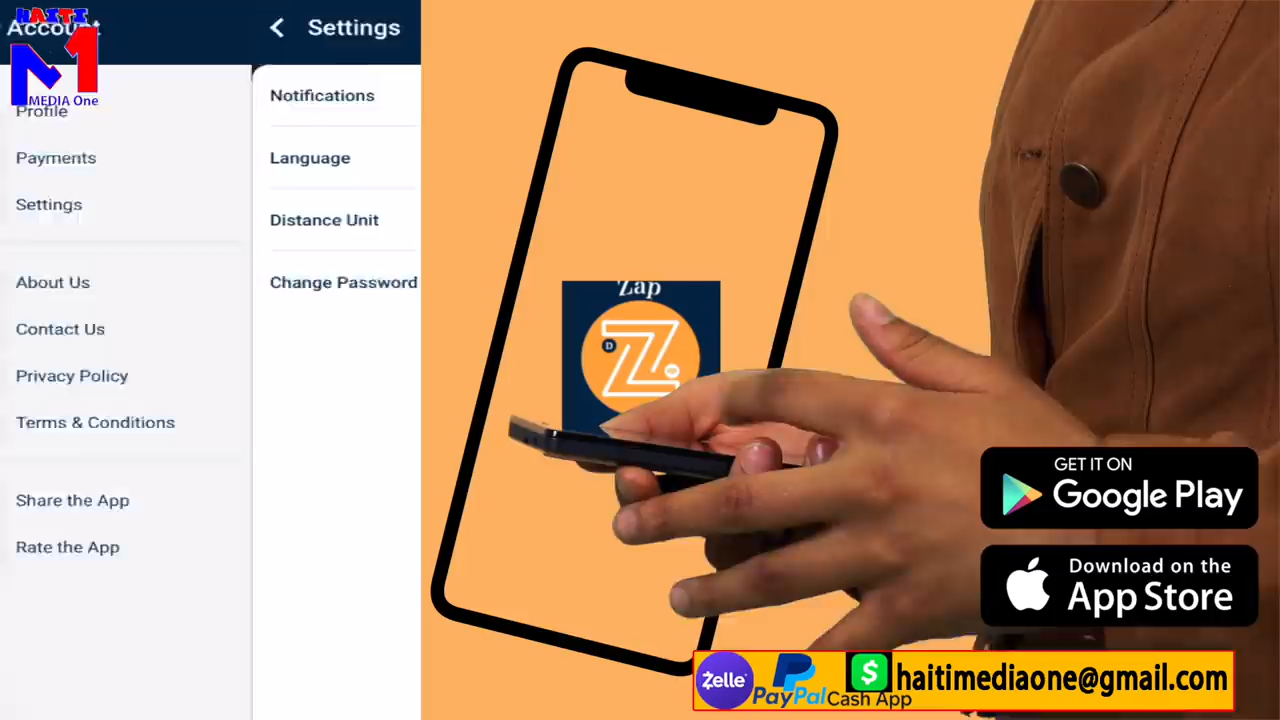 HAITI
M1
MEDIA One
Account
Profile
Payments
Settings
About Us
Contact Us
Privacy Policy
Terms & Conditions
Share the App
Rate the App
Settings
Notifications
Language
Distance Unit
Change Password
Zap
D
Z
GET IT ON
Google Play
Download on the
App Store
Zelle
PayPal
$
Cash App
haitimediaone@gmail.com